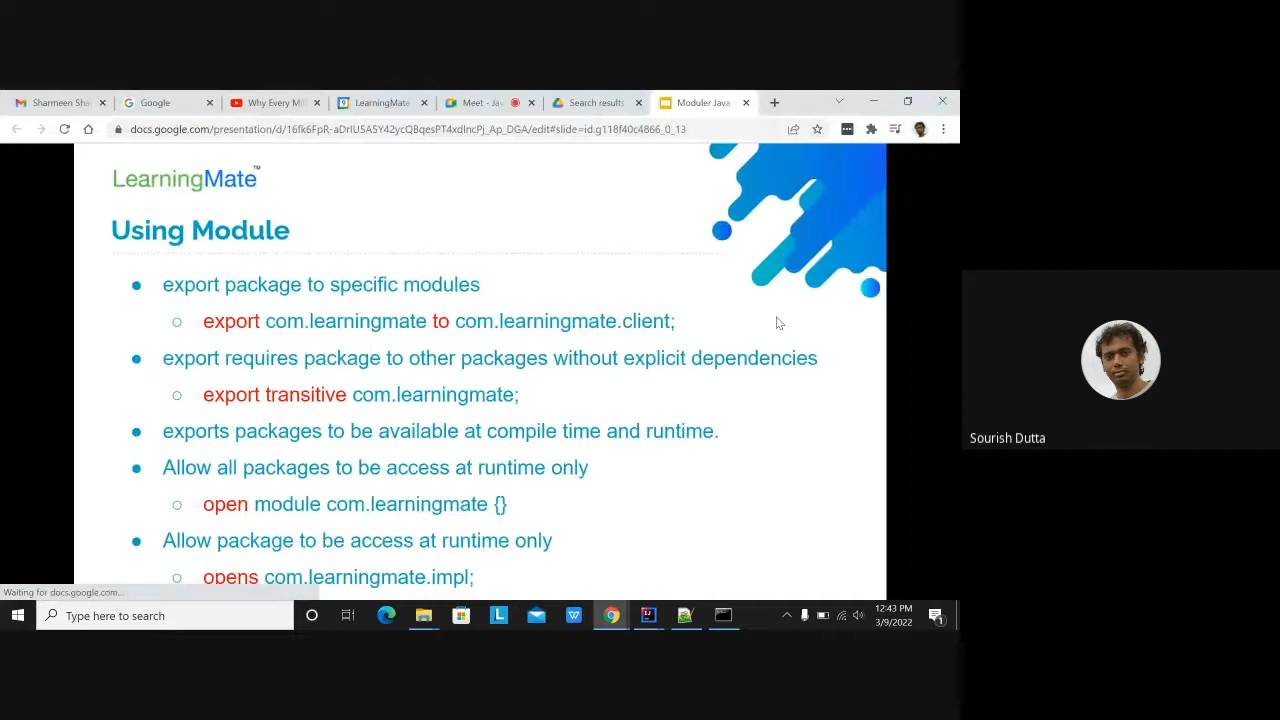 Sharmeen Sha
Google
Why Every Mil
LearningMate
Meet - Jav
Search results
Moduler Java
docs.google.com/presentation/d/16fk6FpR-aDrIU5A5Y42ycQBqesPT4xdIncPj_Ap_DGA/edit#slide=id.g118f40c4866_0_13
LearningMate™
Using Module
● export package to specific modules
○ export com.learningmate to com.learningmate.client;
● export requires package to other packages without explicit dependencies
○ export transitive com.learningmate;
● exports packages to be available at compile time and runtime.
● Allow all packages to be access at runtime only
○ open module com.learningmate {}
● Allow package to be access at runtime only
○ opens com.learningmate.impl;
Sourish Dutta
Waiting for docs.google.com...
Type here to search
L
W
12:43 PM
3/9/2022
1